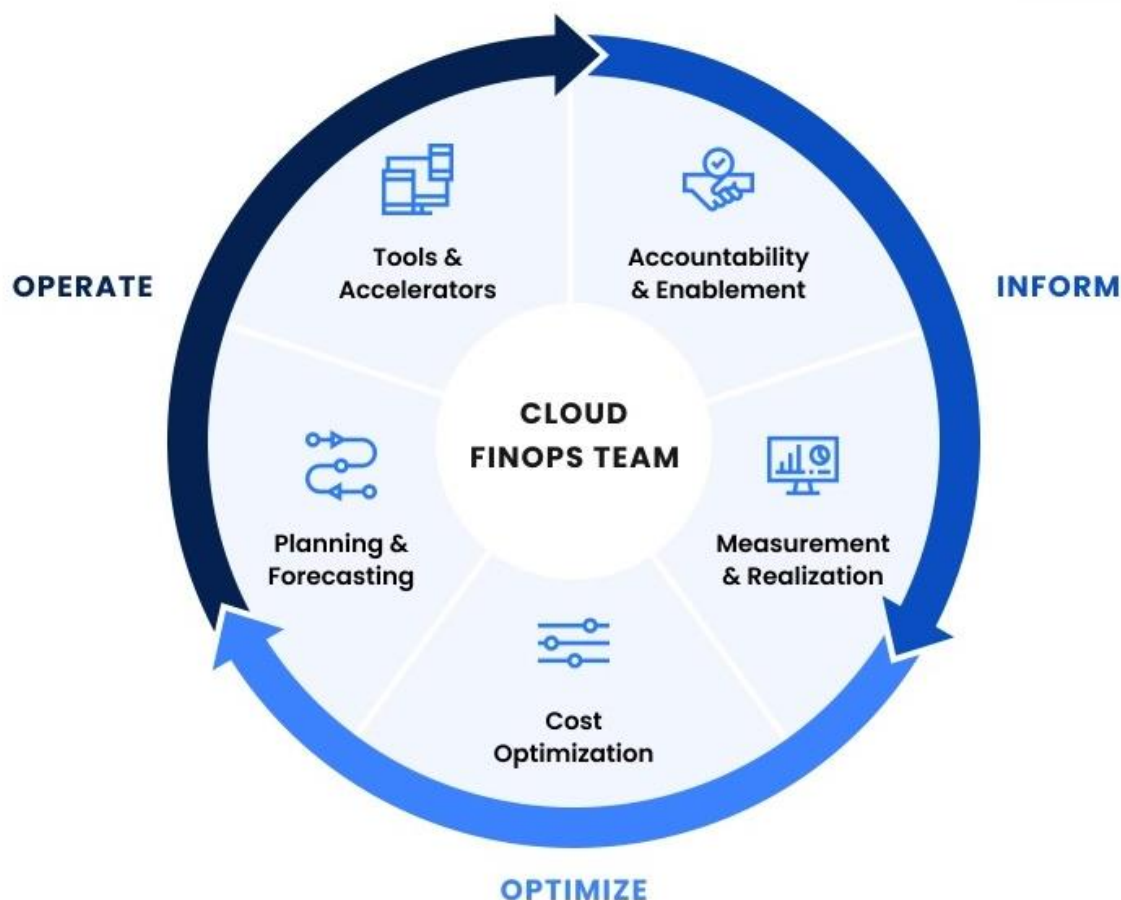 Tools &
Accelerators
Accountability
& Enablement
OPERATE
INFORM
CLOUD
FINOPS TEAM
Planning &
Forecasting
Measurement
& Realization
Cost
Optimization
OPTIMIZE